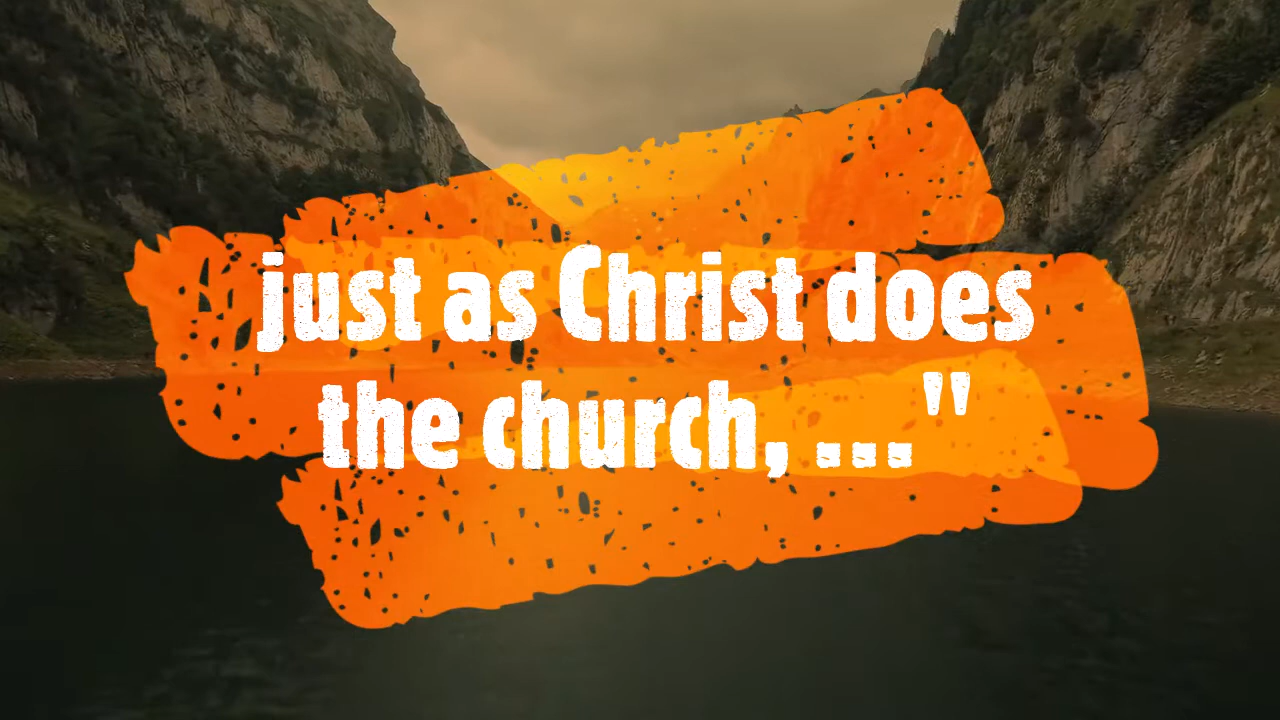 just as Christ does
the church, ..."